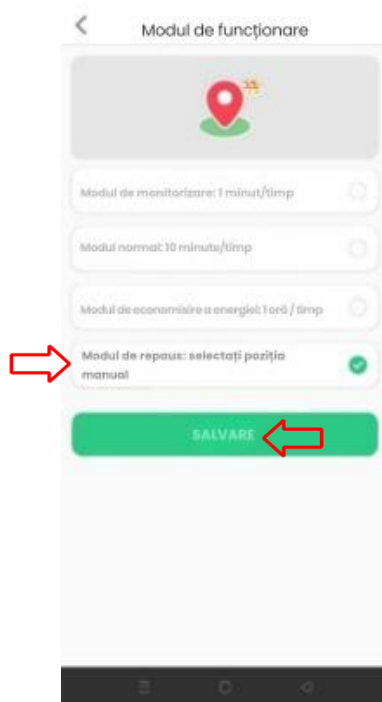 Modul de funcționare
Modul de monitorizare: 1 minut/timp
Modul normal: 10 minute/timp
Modul de economisire a energiei: 1 oră / timp
Modul de repaus: selectați poziția
manual
SALVARE